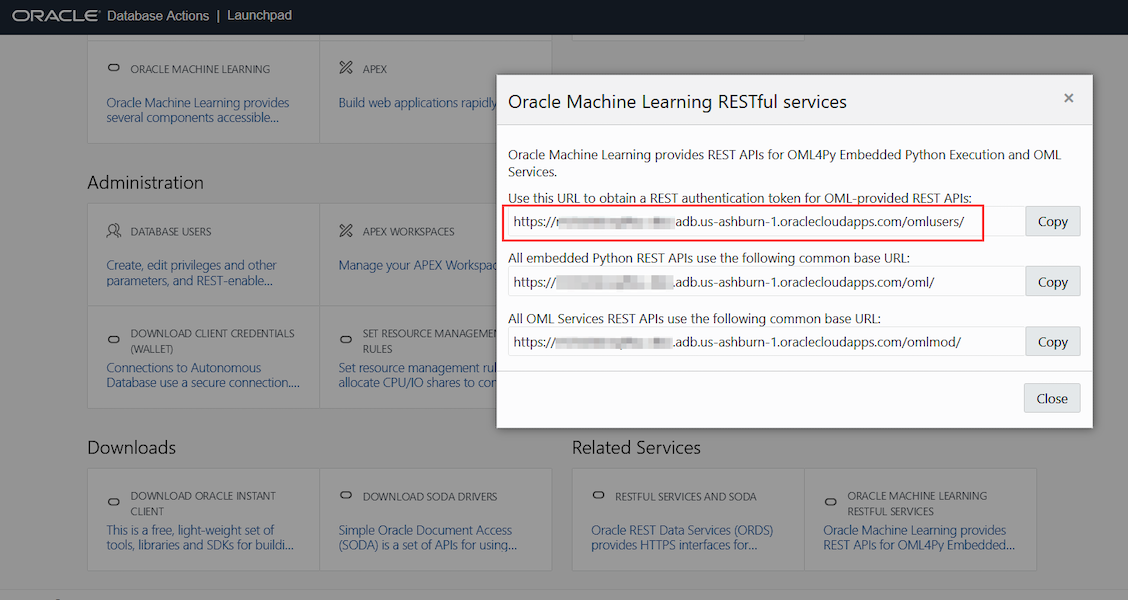 ORACLE Database Actions | Launchpad
ORACLE MACHINE LEARNING
Oracle Machine Learning provides
several components accessible...
APEX
Build web applications rapidly
Administration
DATABASE USERS
Create, edit privileges and other
parameters, and REST-enable...
APEX WORKSPACES
Manage your APEX Workspac
DOWNLOAD CLIENT CREDENTIALS
(WALLET)
Connections to Autonomous
Database use a secure connection....
SET RESOURCE MANAGEME
RULES
Set resource management rul
allocate CPU/IO shares to con
Oracle Machine Learning RESTful services
Oracle Machine Learning provides REST APIs for OML4Py Embedded Python Execution and OML
Services.
Use this URL to obtain a REST authentication token for OML-provided REST APIs:
https:// adb.us-ashburn-1.oraclecloudapps.com/omlusers/
Copy
All embedded Python REST APIs use the following common base URL:
https:// .adb.us-ashburn-1.oraclecloudapps.com/oml/
Copy
All OML Services REST APIs use the following common base URL:
https:// .adb.us-ashburn-1.oraclecloudapps.com/omlmod/
Copy
Close
Downloads
DOWNLOAD ORACLE INSTANT
CLIENT
This is a free, light-weight set of
tools, libraries and SDKs for buildi...
DOWNLOAD SODA DRIVERS
Simple Oracle Document Access
(SODA) is a set of APIs for using...
Related Services
RESTFUL SERVICES AND SODA
Oracle REST Data Services (ORDS)
provides HTTPS interfaces for...
ORACLE MACHINE LEARNING
RESTFUL SERVICES
Oracle Machine Learning provides
REST APIs for OML4Py Embedded...